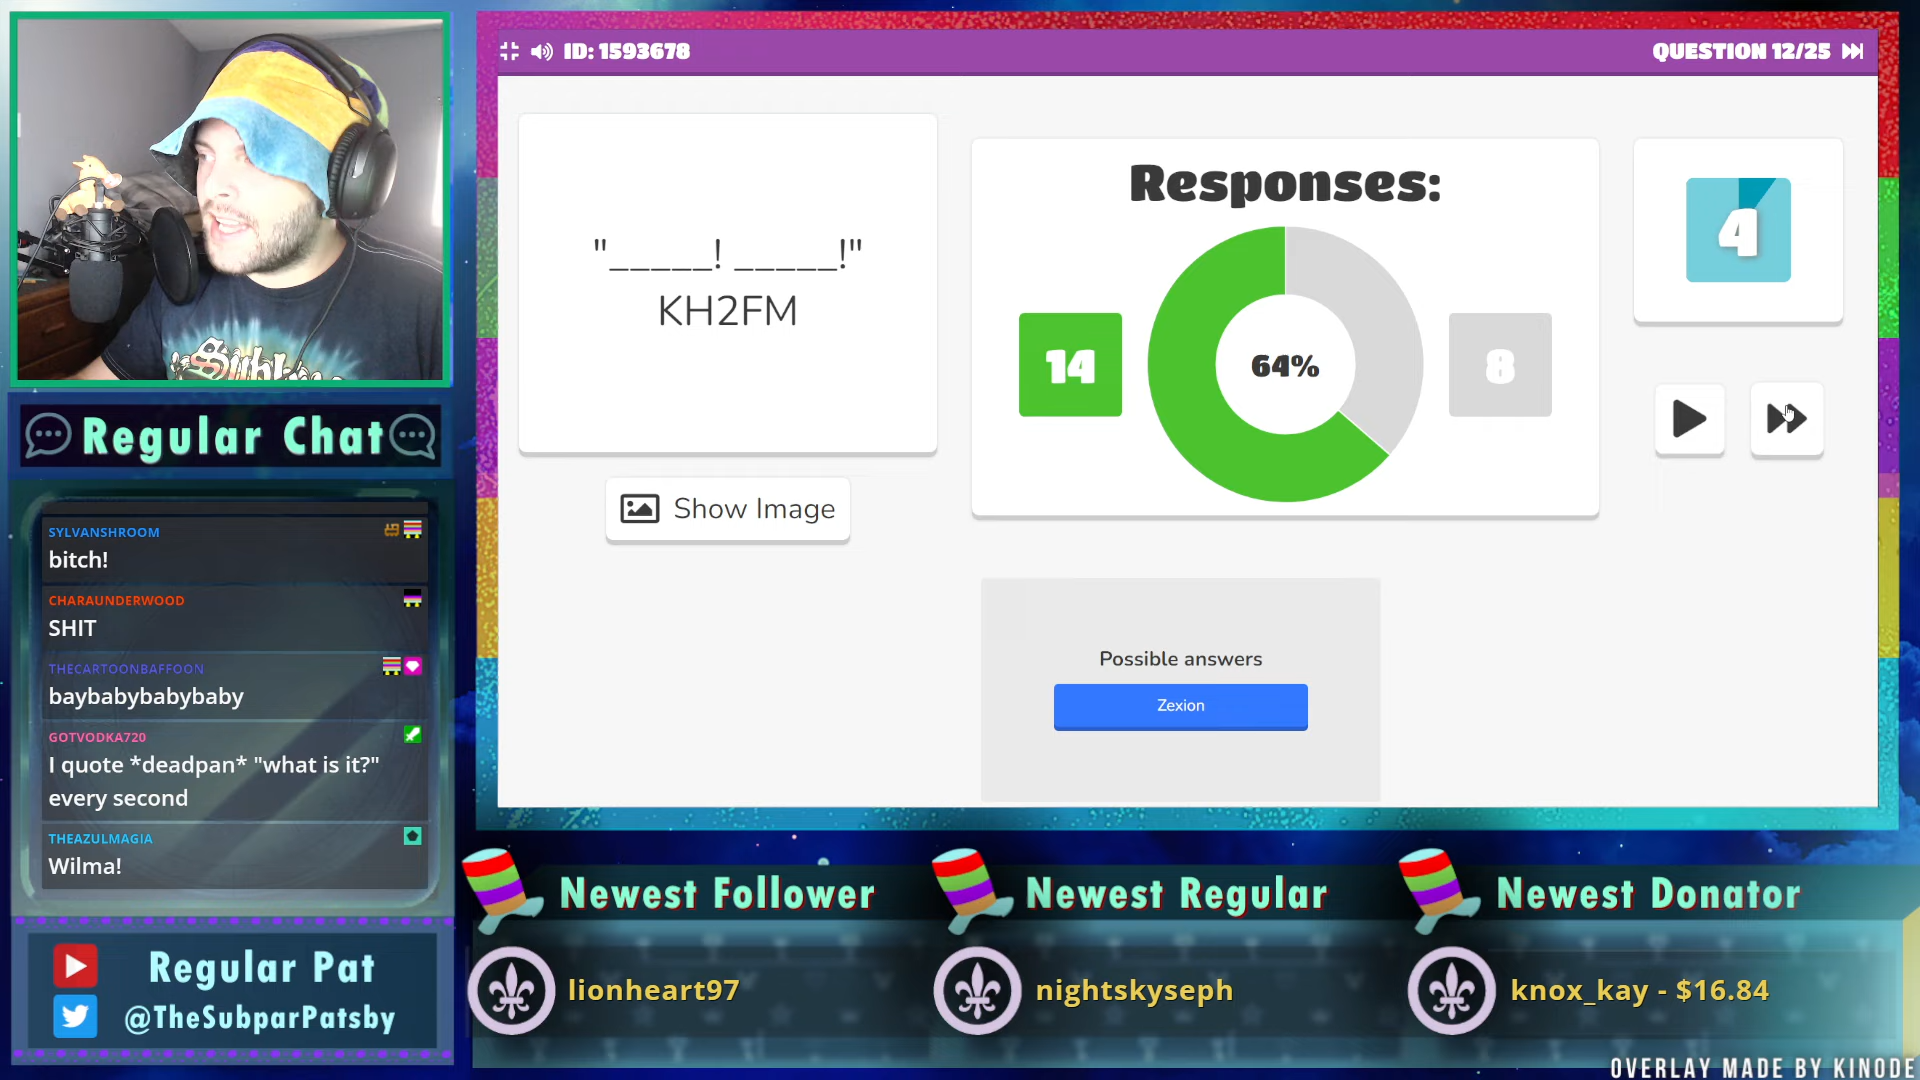 ID: 1593678
QUESTION 12/25
"_____! _____!"
KH2FM
Show Image
Responses:
14
64%
8
4
Possible answers
Zexion
Regular Chat
SYLVANSHROOM
bitch!
CHARAUNDERWOOD
SHIT
THECARTOONBAFFOON
baybabybabybaby
GOTVODKA720
I quote *deadpan* "what is it?"
every second
THEAZULMAGIA
Wilma!
Regular Pat
@TheSubparPatsby
Newest Follower
lionheart97
Newest Regular
nightskyseph
Newest Donator
knox_kay - $16.84
OVERLAY MADE BY KINODE